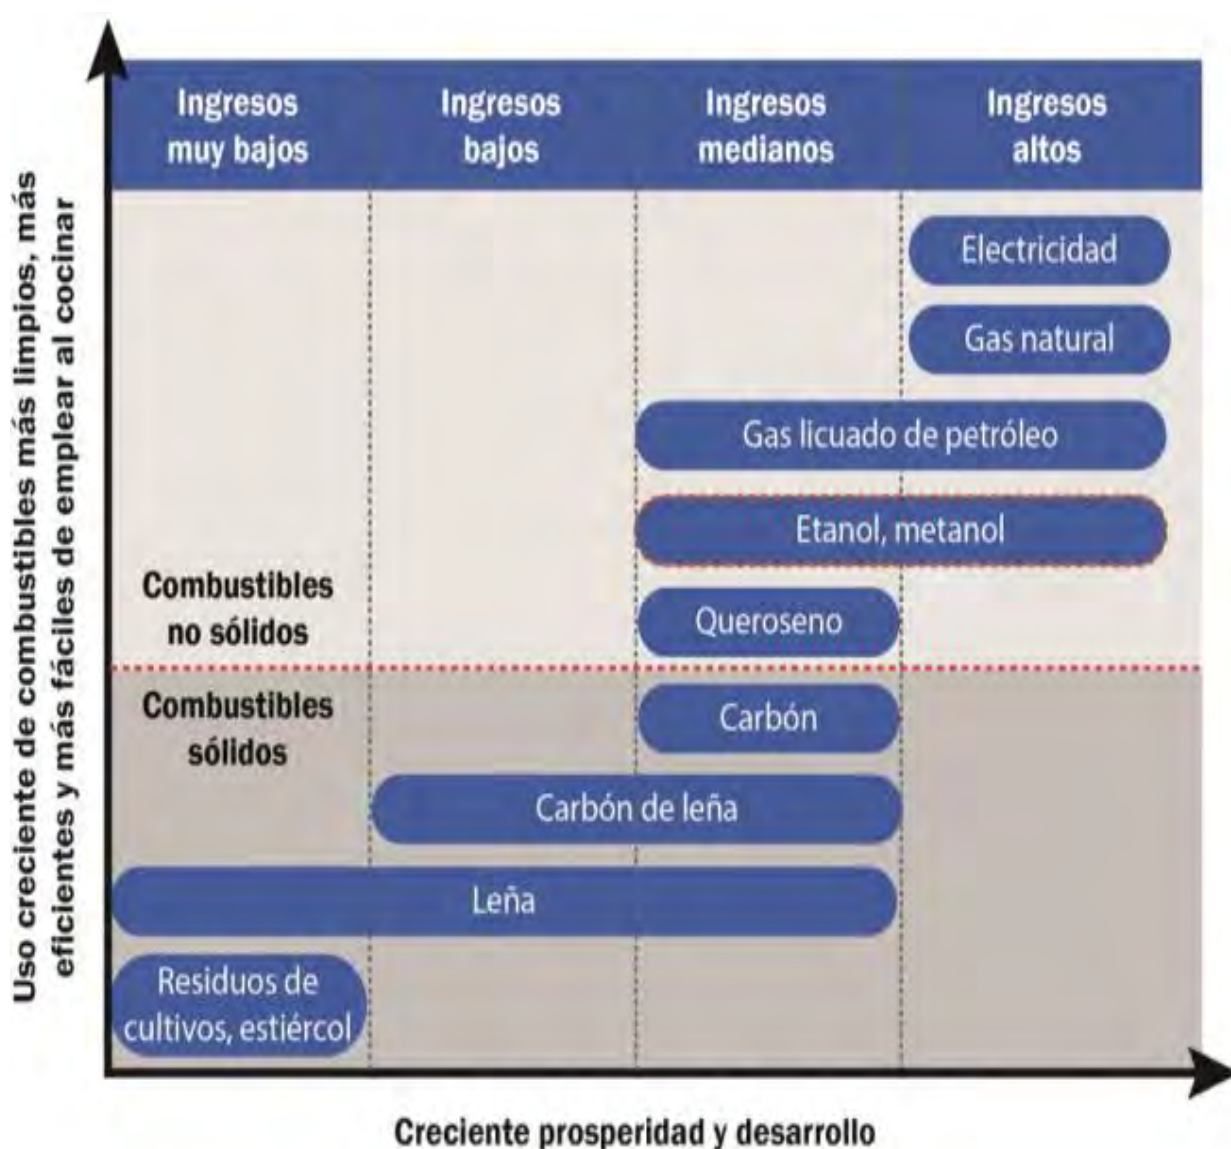 Uso creciente de combustibles más limpios, más
eficientes y más fáciles de emplear al cocinar
Ingresos
muy bajos
Ingresos
bajos
Ingresos
medianos
Ingresos
altos
Electricidad
Gas natural
Gas licuado de petróleo
Etanol, metanol
Combustibles
no sólidos
Queroseno
Combustibles
sólidos
Carbón
Carbón de leña
Leña
Residuos de
cultivos, estiércol
Creciente prosperidad y desarrollo